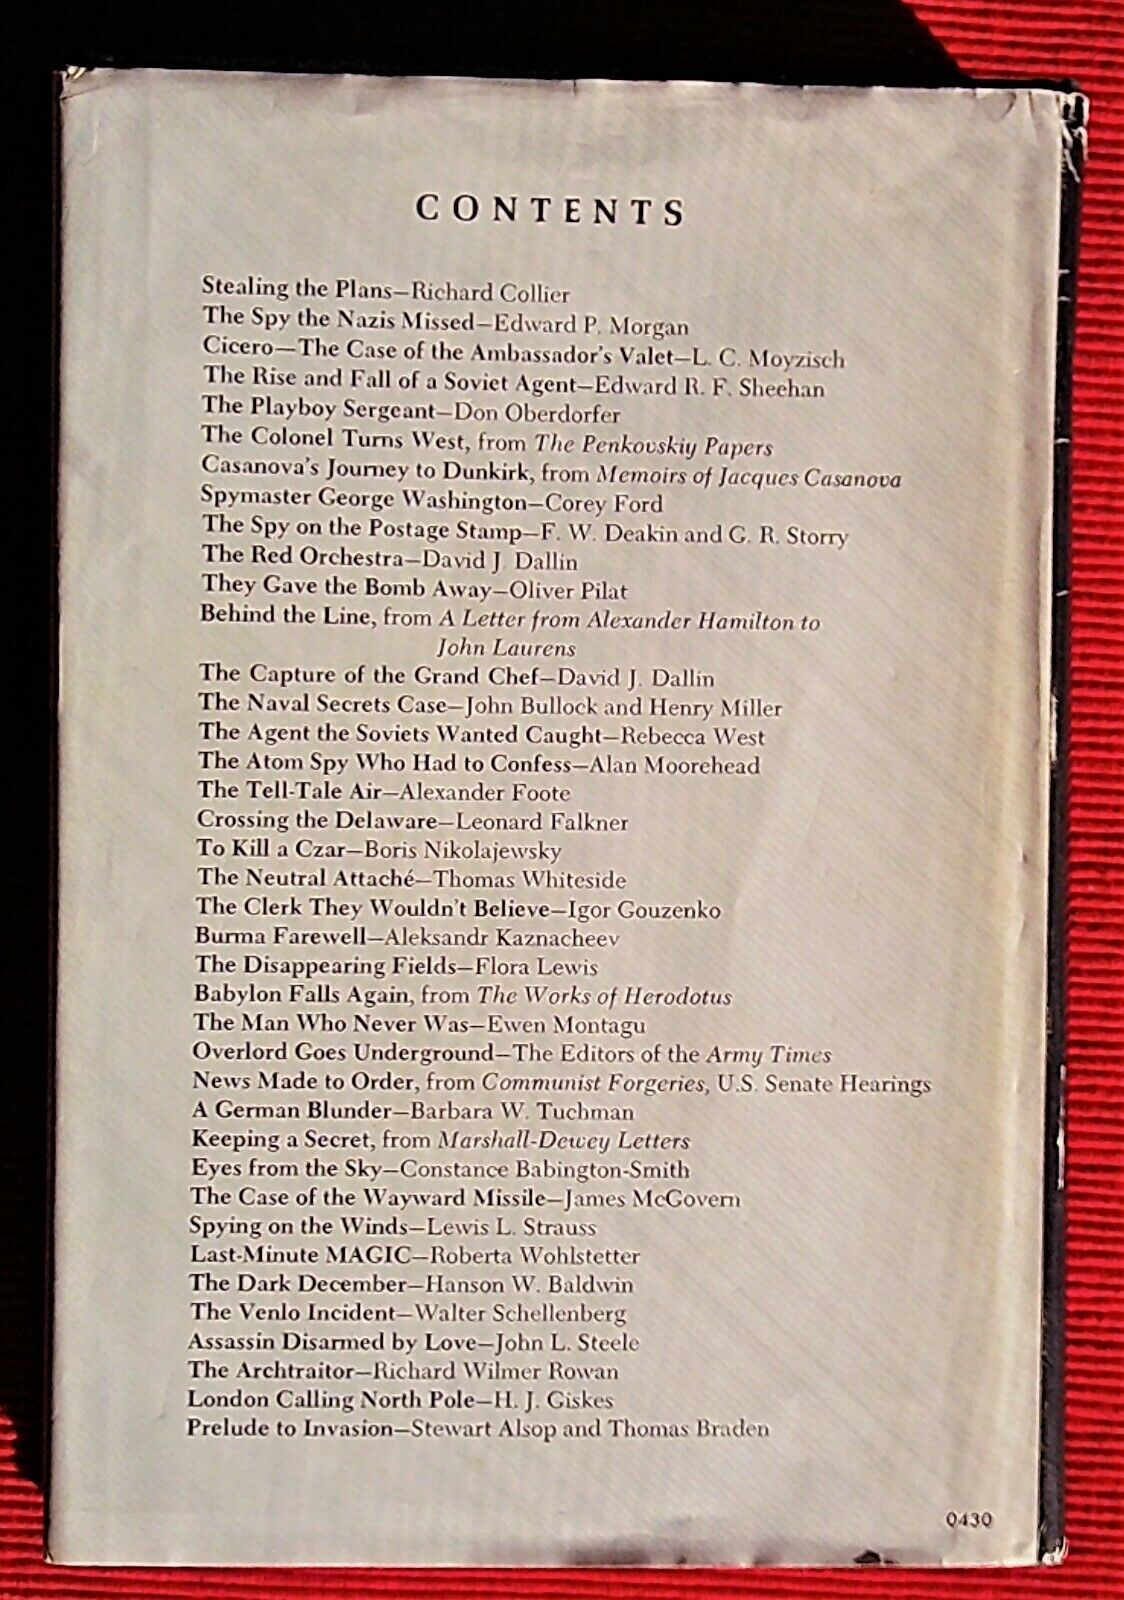 CONTENTS
Stealing the Plans—Richard Collier
The Spy the Nazis Missed—Edward P. Morgan
Cicero—The Case of the Ambassador's Valet—L. C. Moyzisch
The Rise and Fall of a Soviet Agent—Edward R. F. Sheehan
The Playboy Sergeant—Don Oberdorfer
The Colonel Turns West, from The Penkovskiy Papers
Casanova's Journey to Dunkirk, from Memoirs of Jacques Casanova
Spymaster George Washington—Corey Ford
The Spy on the Postage Stamp—F. W. Deakin and G. R. Storry
The Red Orchestra—David J. Dallin
They Gave the Bomb Away—Oliver Pilat
Behind the Line, from A Letter from Alexander Hamilton to
John Laurens
The Capture of the Grand Chef—David J. Dallin
The Naval Secrets Case—John Bullock and Henry Miller
The Agent the Soviets Wanted Caught—Rebecca West
The Atom Spy Who Had to Confess—Alan Moorehead
The Tell-Tale Air—Alexander Foote
Crossing the Delaware—Leonard Falkner
To Kill a Czar—Boris Nikolajewsky
The Neutral Attaché—Thomas Whiteside
The Clerk They Wouldn't Believe—Igor Gouzenko
Burma Farewell—Aleksandr Kaznacheev
The Disappearing Fields—Flora Lewis
Babylon Falls Again, from The Works of Herodotus
The Man Who Never Was—Ewen Montagu
Overlord Goes Underground—The Editors of the Army Times
News Made to Order, from Communist Forgeries, U.S. Senate Hearings
A German Blunder—Barbara W. Tuchman
Keeping a Secret, from Marshall-Dewey Letters
Eyes from the Sky—Constance Babington-Smith
The Case of the Wayward Missile—James McGovern
Spying on the Winds—Lewis L. Strauss
Last-Minute MAGIC—Roberta Wohlstetter
The Dark December—Hanson W. Baldwin
The Venlo Incident—Walter Schellenberg
Assassin Disarmed by Love—John L. Steele
The Archtraitor—Richard Wilmer Rowan
London Calling North Pole—H. J. Giskes
Prelude to Invasion—Stewart Alsop and Thomas Braden
0430